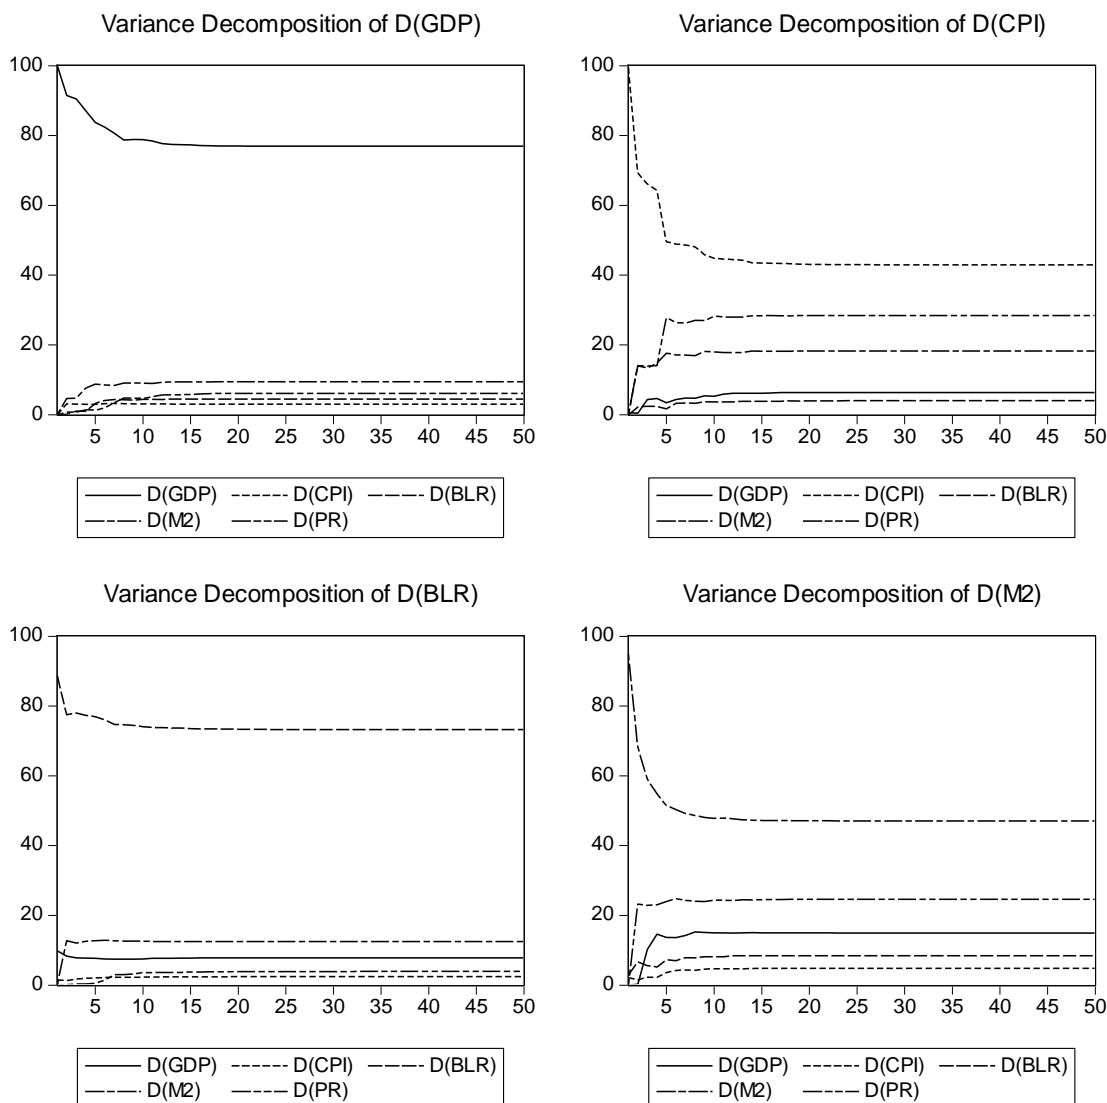 Variance Decomposition of D(GDP)
100
80
60
40
20
0
5 10 15 20 25 30 35 40 45 50
D(GDP) D(CPI) D(BLR)
D(M2) D(PR)
Variance Decomposition of D(CPI)
100
80
60
40
20
0
5 10 15 20 25 30 35 40 45 50
D(GDP) D(CPI) D(BLR)
D(M2) D(PR)
Variance Decomposition of D(BLR)
100
80
60
40
20
0
5 10 15 20 25 30 35 40 45 50
D(GDP) D(CPI) D(BLR)
D(M2) D(PR)
Variance Decomposition of D(M2)
100
80
60
40
20
0
5 10 15 20 25 30 35 40 45 50
D(GDP) D(CPI) D(BLR)
D(M2) D(PR)